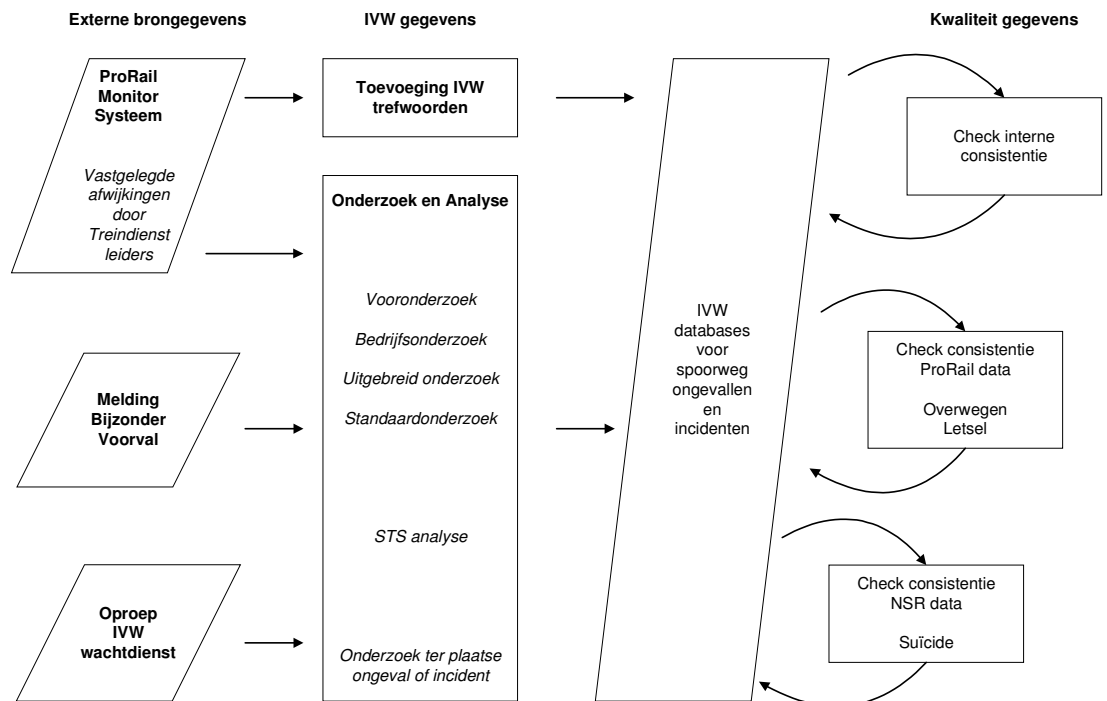 Externe brongegevens
IVW gegevens
Kwaliteit gegevens
ProRail
Monitor
Systeem
Vastgelegde
afwijkingen
door
Treindienst
leiders
Toevoeging IVW
trefwoorden
Onderzoek en Analyse
Vooronderzoek
Bedrijfsonderzoek
Uitgebreid onderzoek
Standaardonderzoek
STS analyse
Onderzoek ter plaatse
ongeval of incident
Melding
Bijzonder
Voorval
Oproep
IVW
wachtdienst
IVW
databases
voor
spoorweg
ongevallen
en
incidenten
Check interne
consistentie
Check consistentie
ProRail data
Overwegen
Letsel
Check consistentie
NSR data
Suïcide